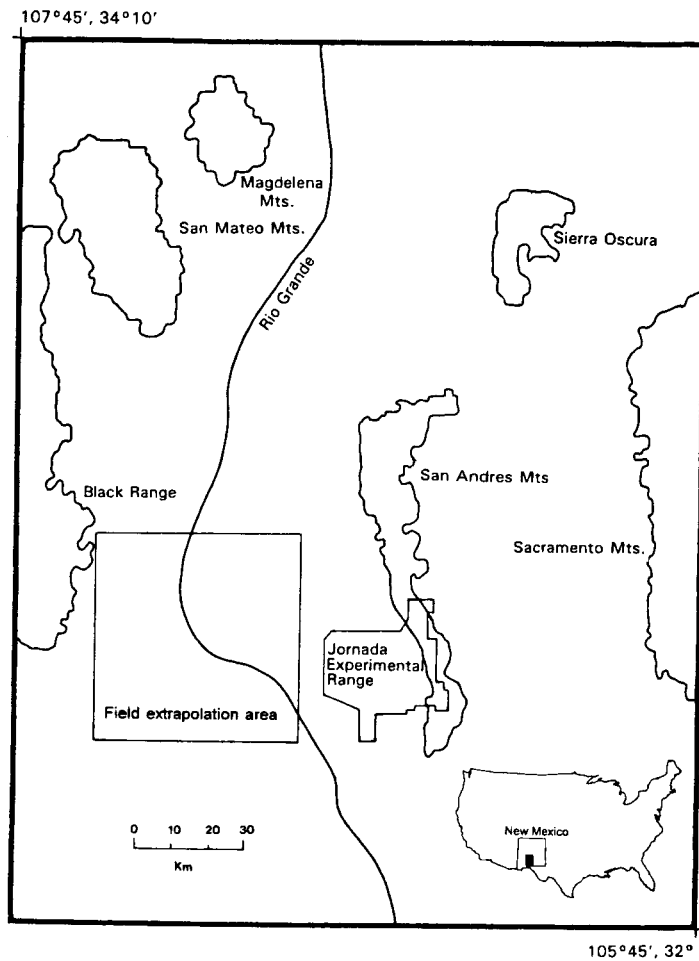 107°45', 34°10'
Magdelena
Mts.
San Mateo Mts.
Sierra Oscura
Rio Grande
San Andres Mts
Black Range
Sacramento Mts.
Jornada
Experimental
Range
Field extrapolation area
0 10 20 30
Km
New Mexico
105°45', 32°